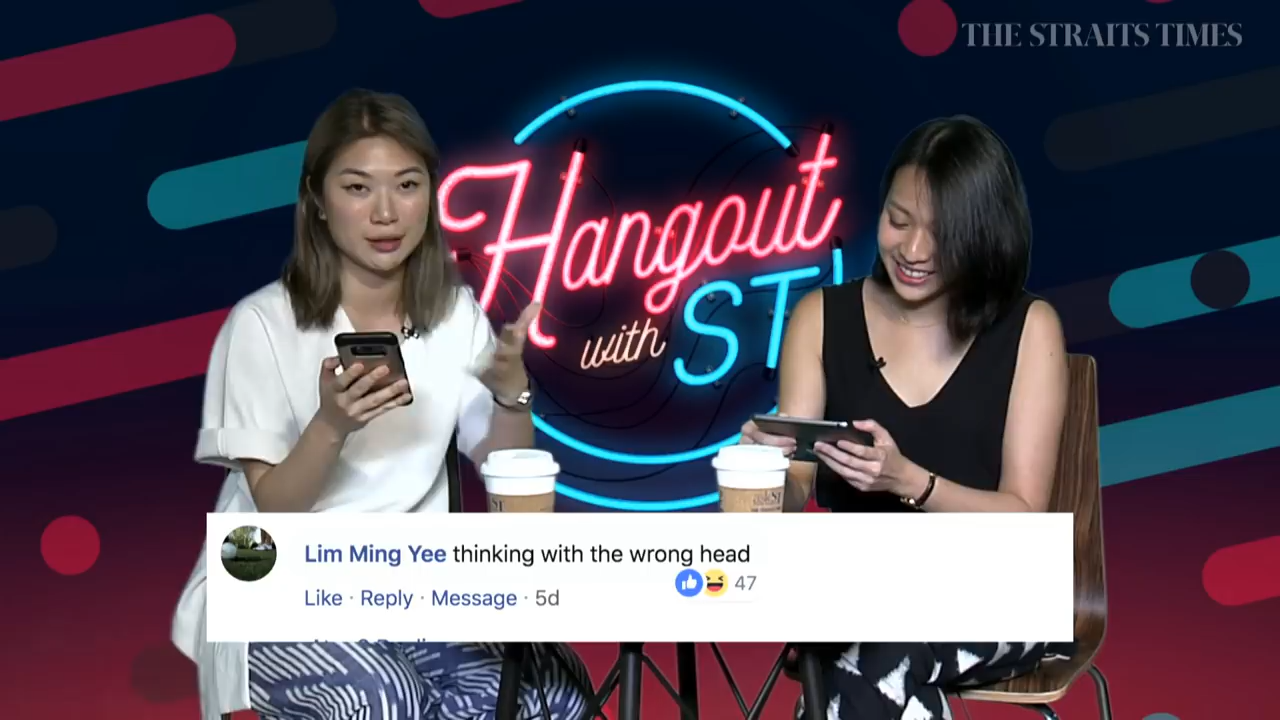 THE STRAITS TIMES
Hangout
with ST
Lim Ming Yee thinking with the wrong head
Like · Reply · Message · 5d
47